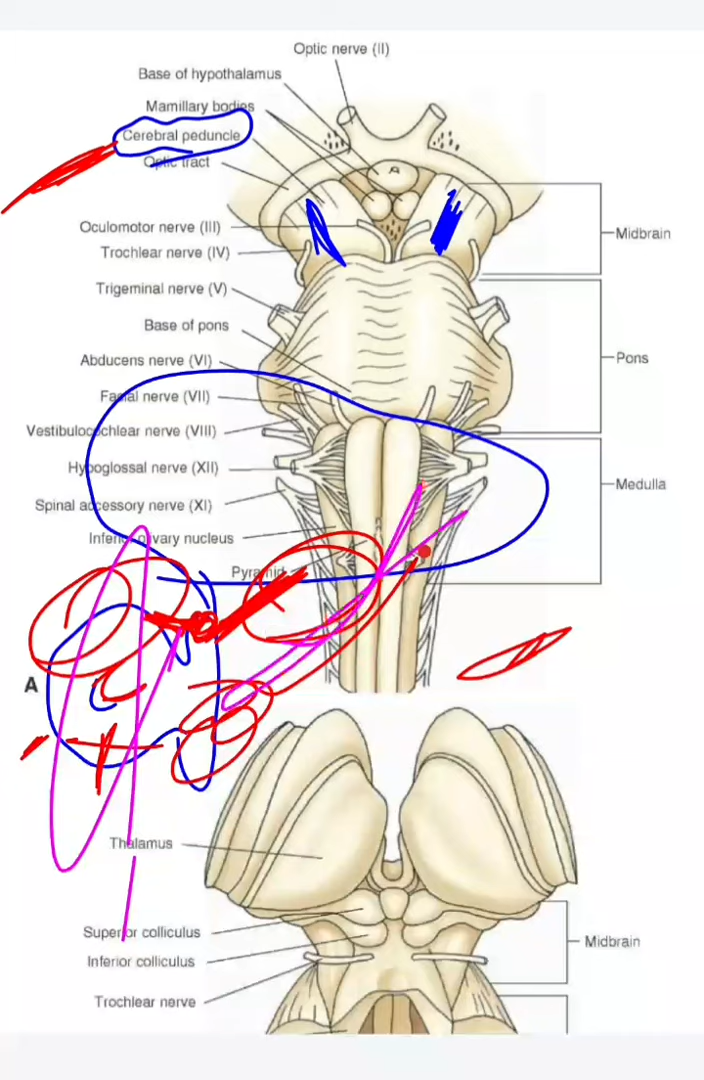 Optic nerve (II)
Base of hypothalamus
Mamillary bodies
Cerebral peduncle
Optic tract
Oculomotor nerve (III)
Midbrain
Trochlear nerve (IV)
Trigeminal nerve (V)
Base of pons
Pons
Abducens nerve (VI)
Facial nerve (VII)
Vestibulocochlear nerve (VIII)
Hypoglossal nerve (XII)
Medulla
Spinal accessory nerve (XI)
Inferior olivary nucleus
Pyramid
A
Thalamus
Superior colliculus
Midbrain
Inferior colliculus
Trochlear nerve